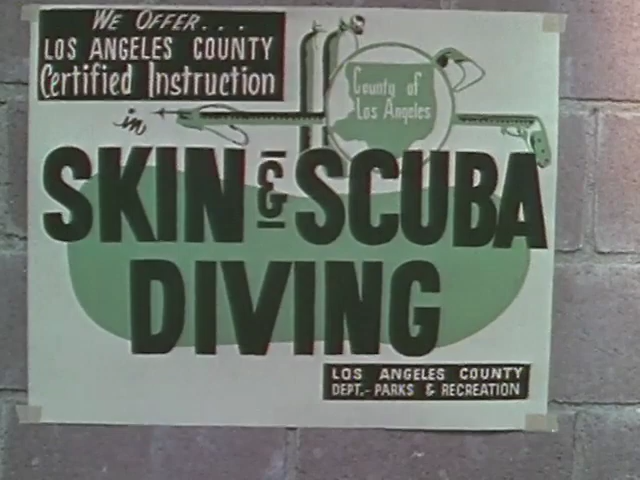 WE OFFER...
LOS ANGELES COUNTY
Certified Instruction
in
County of
Los Angeles
SKIN & SCUBA
DIVING
LOS ANGELES COUNTY
DEPT.- PARKS & RECREATION